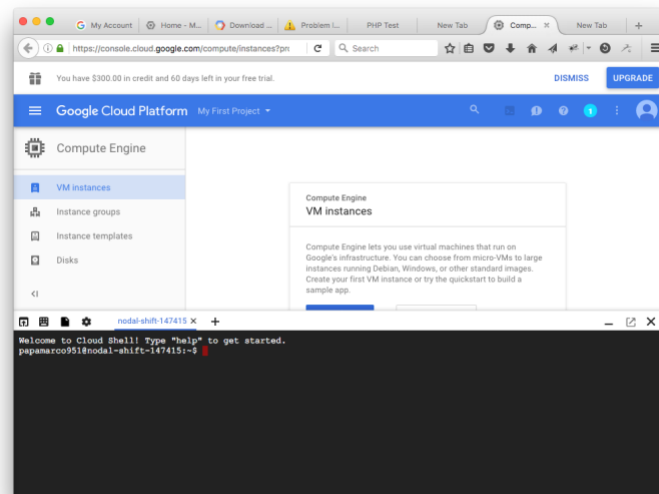 My Account
Home - M...
Download ...
Problem l...
PHP Test
New Tab
Comp...
New Tab
https://console.cloud.google.com/compute/instances?pr
Search
You have $300.00 in credit and 60 days left in your free trial.
DISMISS
UPGRADE
Google Cloud Platform
My First Project
1
Compute Engine
VM instances
Instance groups
Instance templates
Disks
Compute Engine
VM instances
Compute Engine lets you use virtual machines that run on
Google's infrastructure. You can choose from micro-VMs to large
instances running Debian, Windows, or other standard images.
Create your first VM instance or try the quickstart to build a
sample app.
nodal-shift-147415
Welcome to Cloud Shell! Type "help" to get started.
papamarco951@nodal-shift-147415:~$